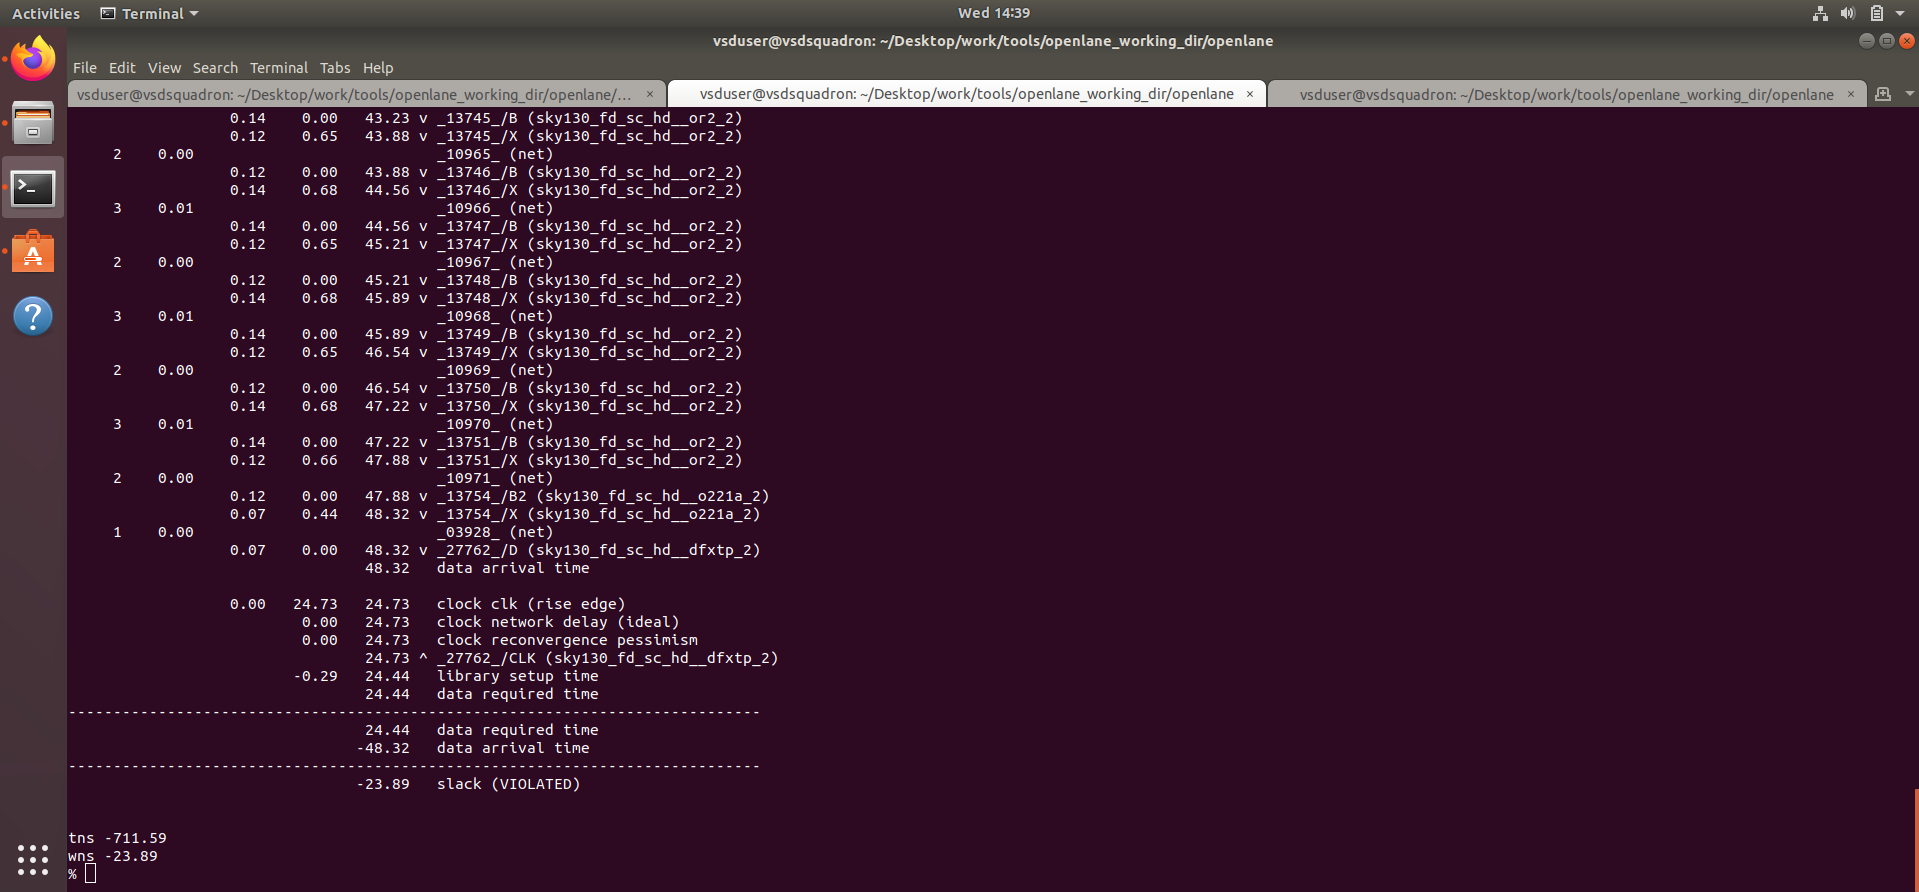 Activities Terminal Wed 14:39
vsduser@vsdsquadron: ~/Desktop/work/tools/openlane_working_dir/openlane
File Edit View Search Terminal Tabs Help
vsduser@vsdsquadron: ~/Desktop/work/tools/openlane_working_dir/openlane/... × vsduser@vsdsquadron: ~/Desktop/work/tools/openlane_working_dir/openlane × vsduser@vsdsquadron: ~/Desktop/work/tools/openlane_working_dir/openlane ×
0.14 0.00 43.23 v _13745_/B (sky130_fd_sc_hd__or2_2)
0.12 0.65 43.88 v _13745_/X (sky130_fd_sc_hd__or2_2)
2 0.00 _10965_ (net)
0.12 0.00 43.88 v _13746_/B (sky130_fd_sc_hd__or2_2)
0.14 0.68 44.56 v _13746_/X (sky130_fd_sc_hd__or2_2)
3 0.01 _10966_ (net)
0.14 0.00 44.56 v _13747_/B (sky130_fd_sc_hd__or2_2)
0.12 0.65 45.21 v _13747_/X (sky130_fd_sc_hd__or2_2)
2 0.00 _10967_ (net)
0.12 0.00 45.21 v _13748_/B (sky130_fd_sc_hd__or2_2)
0.14 0.68 45.89 v _13748_/X (sky130_fd_sc_hd__or2_2)
3 0.01 _10968_ (net)
0.14 0.00 45.89 v _13749_/B (sky130_fd_sc_hd__or2_2)
0.12 0.65 46.54 v _13749_/X (sky130_fd_sc_hd__or2_2)
2 0.00 _10969_ (net)
0.12 0.00 46.54 v _13750_/B (sky130_fd_sc_hd__or2_2)
0.14 0.68 47.22 v _13750_/X (sky130_fd_sc_hd__or2_2)
3 0.01 _10970_ (net)
0.14 0.00 47.22 v _13751_/B (sky130_fd_sc_hd__or2_2)
0.12 0.66 47.88 v _13751_/X (sky130_fd_sc_hd__or2_2)
2 0.00 _10971_ (net)
0.12 0.00 47.88 v _13754_/B2 (sky130_fd_sc_hd__o221a_2)
0.07 0.44 48.32 v _13754_/X (sky130_fd_sc_hd__o221a_2)
1 0.00 _03928_ (net)
0.07 0.00 48.32 v _27762_/D (sky130_fd_sc_hd__dfxtp_2)
48.32 data arrival time
0.00 24.73 24.73 clock clk (rise edge)
0.00 24.73 clock network delay (ideal)
0.00 24.73 clock reconvergence pessimism
24.73 ^ _27762_/CLK (sky130_fd_sc_hd__dfxtp_2)
-0.29 24.44 library setup time
24.44 data required time
-----------------------------------------------------------------------------
24.44 data required time
-48.32 data arrival time
-----------------------------------------------------------------------------
-23.89 slack (VIOLATED)
tns -711.59
wns -23.89
%